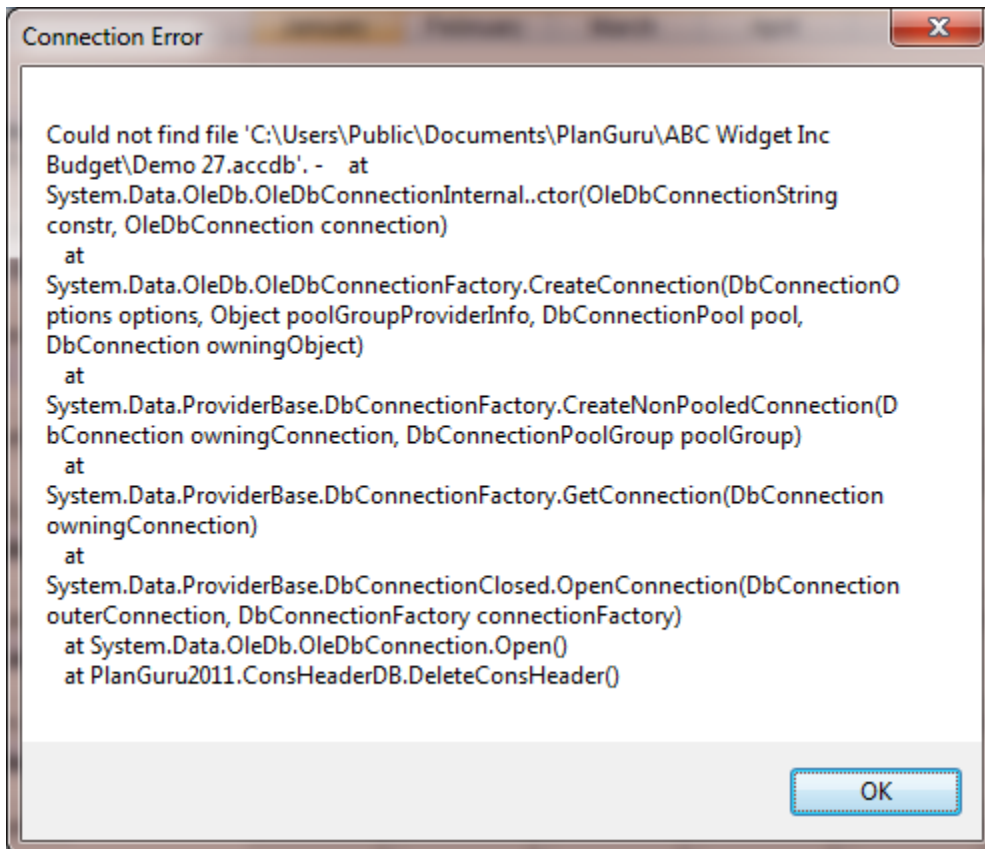 Connection Error
Could not find file 'C:\Users\Public\Documents\PlanGuru\ABC Widget Inc
Budget\Demo 27.accdb'. -    at
System.Data.OleDb.OleDbConnectionInternal..ctor(OleDbConnectionString
constr, OleDbConnection connection)
at
System.Data.OleDb.OleDbConnectionFactory.CreateConnection(DbConnectionO
ptions options, Object poolGroupProviderInfo, DbConnectionPool pool,
DbConnection owningObject)
at
System.Data.ProviderBase.DbConnectionFactory.CreateNonPooledConnection(D
bConnection owningConnection, DbConnectionPoolGroup poolGroup)
at
System.Data.ProviderBase.DbConnectionFactory.GetConnection(DbConnection
owningConnection)
at
System.Data.ProviderBase.DbConnectionClosed.OpenConnection(DbConnection
outerConnection, DbConnectionFactory connectionFactory)
at System.Data.OleDb.OleDbConnection.Open()
at PlanGuru2011.ConsHeaderDB.DeleteConsHeader()
OK